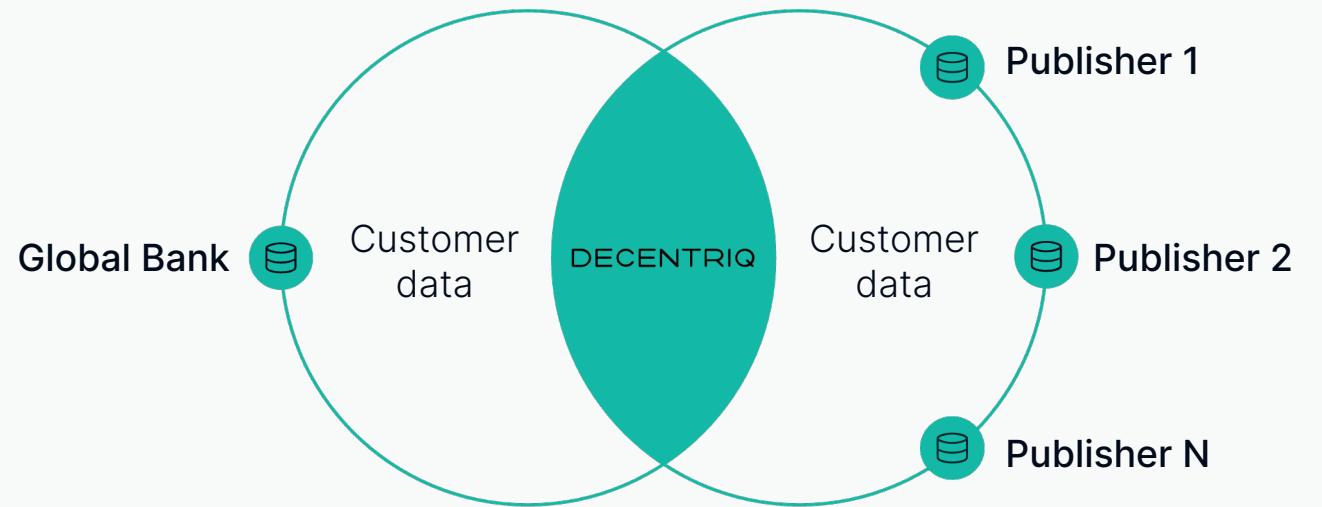 Publisher 1
Global Bank
Customer
data
DECENTRIQ
Customer
data
Publisher 2
Publisher N